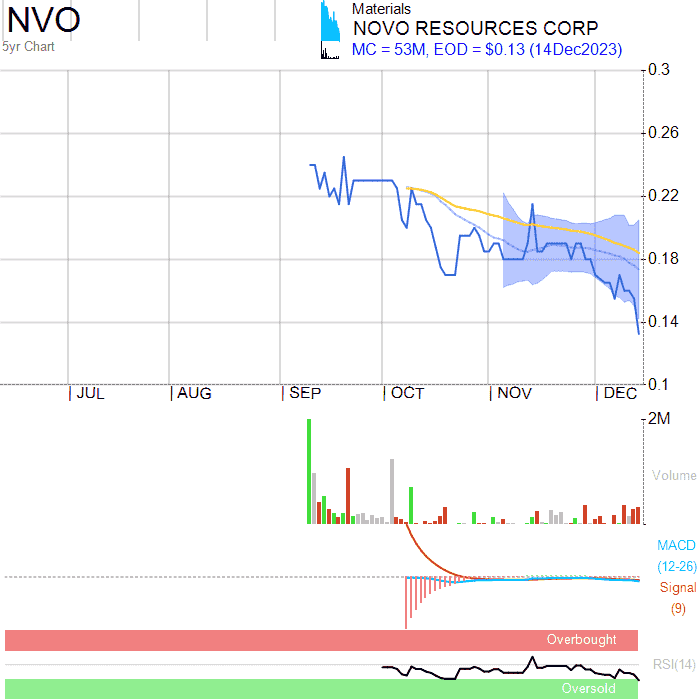 NVO
5yr Chart
Materials
NOVO RESOURCES CORP
MC = 53M, EOD = $0.13 (14Dec2023)
0.3
0.26
0.22
0.18
0.14
0.1
JUL AUG SEP OCT NOV DEC
2M
Volume
MACD
(12-26)
Signal
(9)
Overbought
RSI(14)
Oversold